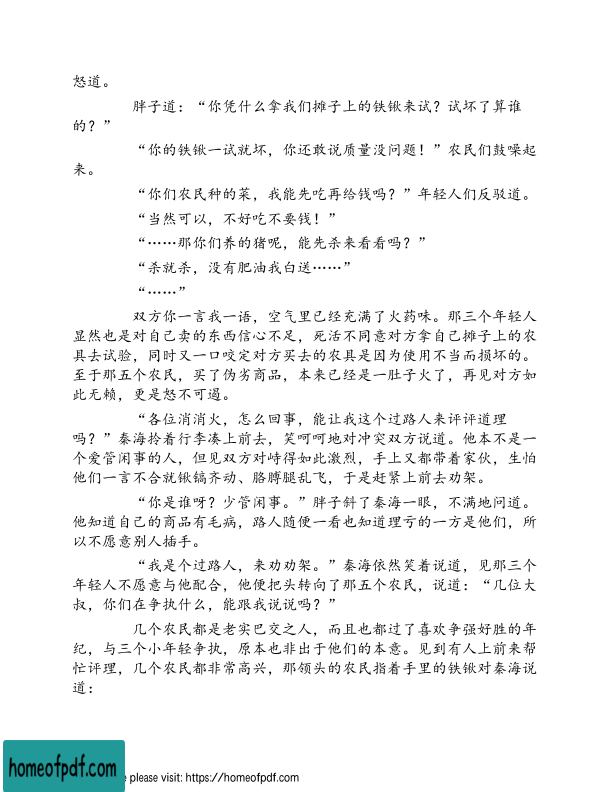 怒道。
胖子道：“你凭什么拿我们摊子上的铁锹来试？试坏了算谁
的？”
“你的铁锹一试就坏，你还敢说质量没问题！”农民们鼓噪起
来。
“你们农民种的菜，我能先吃再给钱吗？”年轻人们反驳道。
“当然可以，不好吃不要钱！”
“……那你们养的猪呢，能先杀来看看吗？”
“杀就杀，没有肥油我白送……”
“……”
双方你一言我一语，空气里已经充满了火药味。那三个年轻人
显然也是对自己卖的东西信心不足，死活不同意对方拿自己摊子上的农
具去试验，同时又一口咬定对方买去的农具是因为使用不当而损坏的。
至于那五个农民，买了伪劣商品，本来已经是一肚子火了，再见对方如
此无赖，更是怒不可遏。
“各位消消火，怎么回事，能让我这个过路人来评评道理
吗？”秦海拎着行李凑上前去，笑呵呵地对冲突双方说道。他本不是一
个爱管闲事的人，但见双方对峙得如此激烈，手上又都带着家伙，生怕
他们一言不合就锹镐齐动、胳膊腿乱飞，于是赶紧上前去劝架。
“你是谁呀？少管闲事。”胖子斜了秦海一眼，不满地问道。
他知道自己的商品有毛病，路人随便一看也知道理亏的一方是他们，所
以不愿意别人插手。
“我是个过路人，来劝劝架。”秦海依然笑着说道，见那三个
年轻人不愿意与他配合，他便把头转向了那五个农民，说道：“几位大
叔，你们在争执什么，能跟我说说吗？”
几个农民都是老实巴交之人，而且也都过了喜欢争强好胜的年
纪，与三个小年轻争执，原本也非出于他们的本意。见到有人上前来帮
忙评理，几个农民都非常高兴，那领头的农民指着手里的铁锹对秦海说
道：
homeofpdf.com
e please visit: https://homeofpdf.com